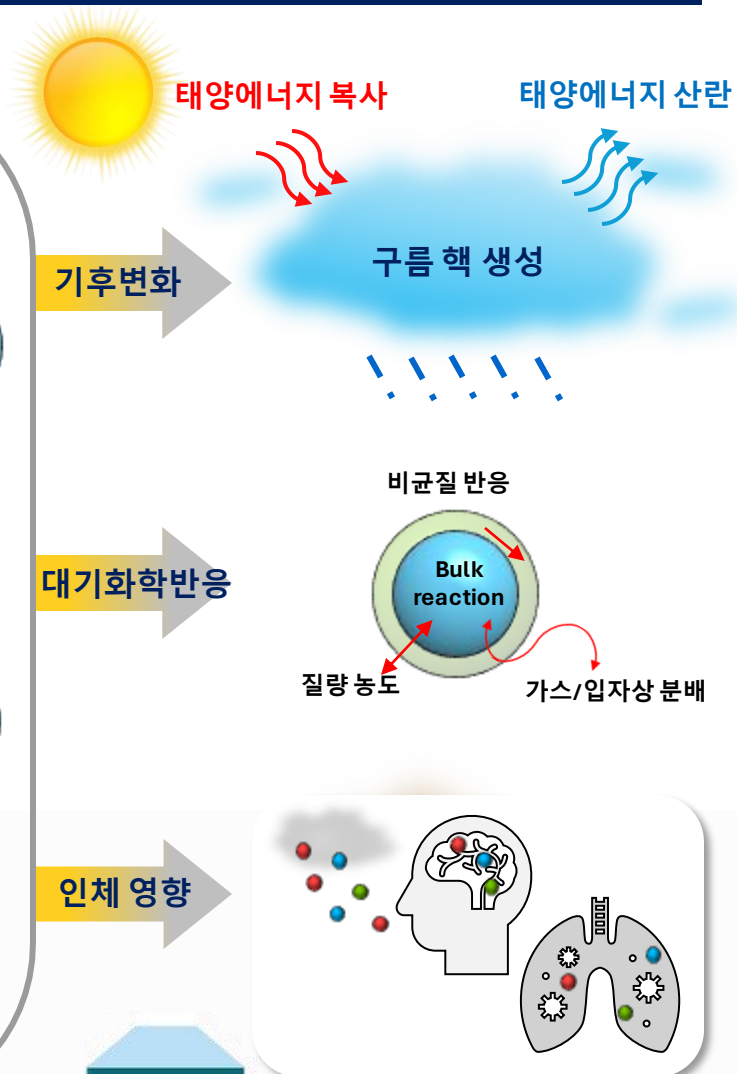 태양에너지 복사
태양에너지 산란
기후변화
구름 핵 생성
비균질 반응
대기화학반응
Bulk
reaction
질량 농도
가스/입자상 분배
인체 영향